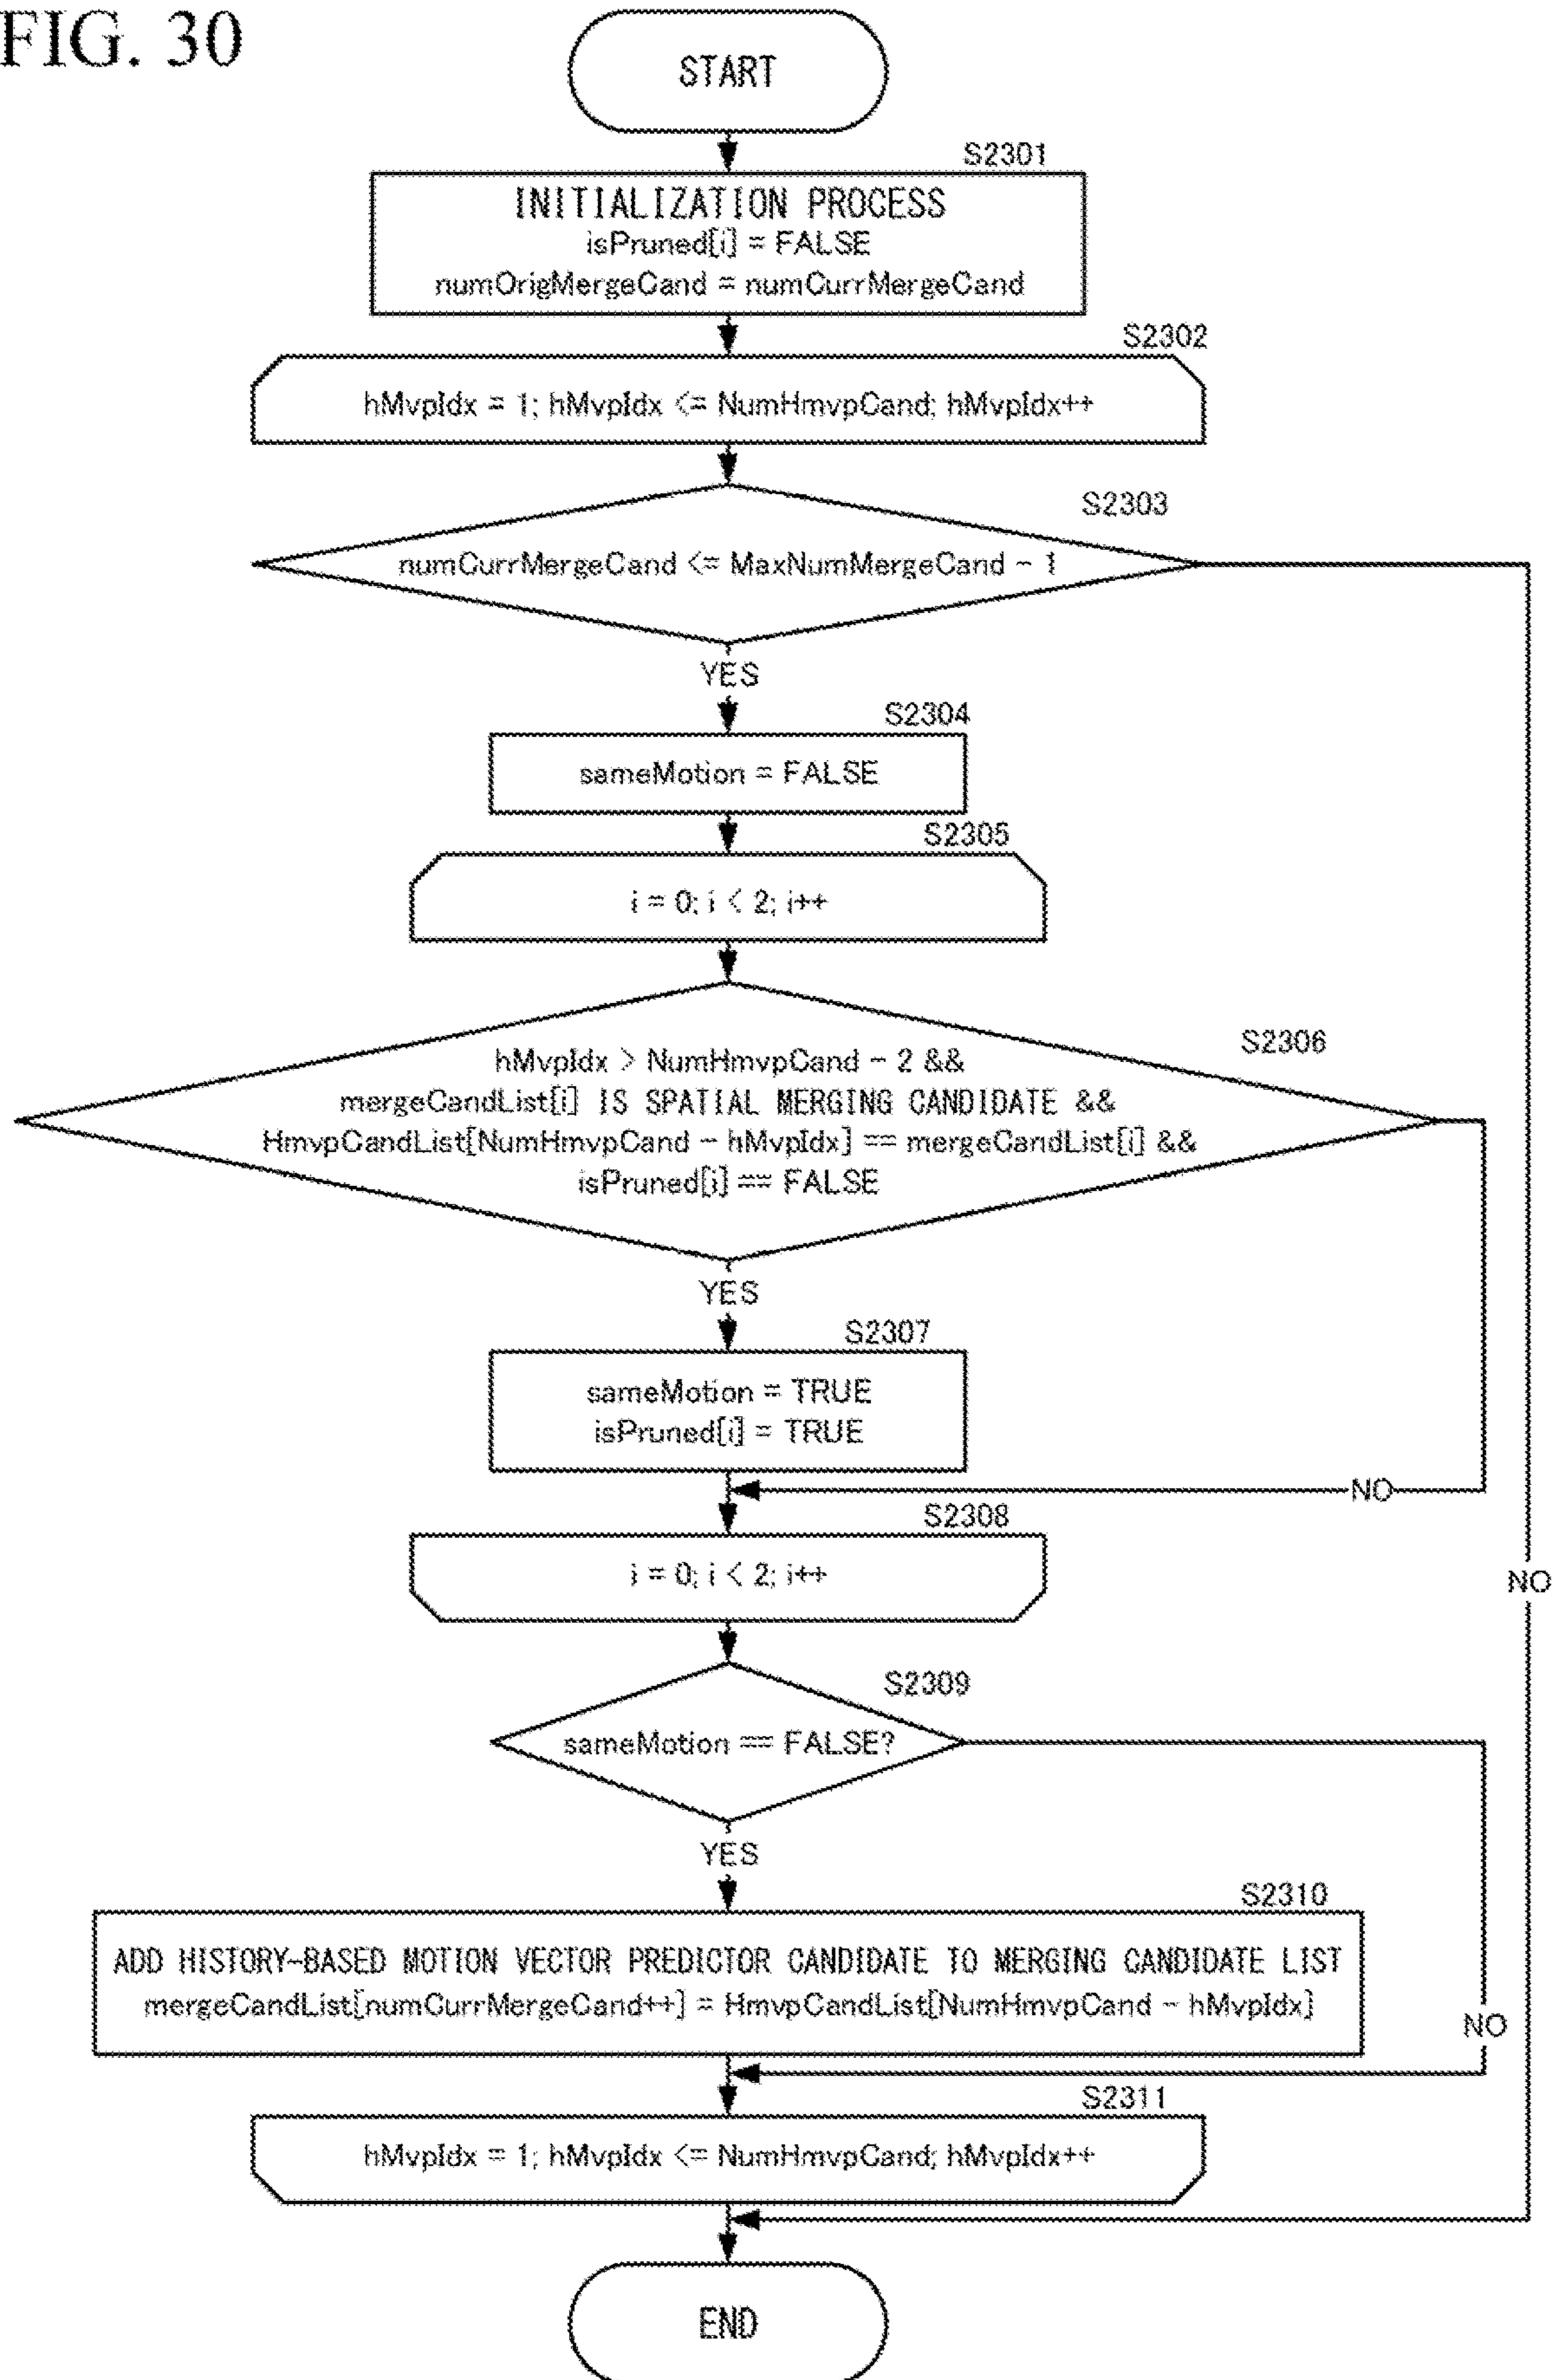 FIG. 30
START
S2301
INITIALIZATION PROCESS
isPruned[i] = FALSE
numOrigMergeCand = numCurrMergeCand
S2302
hMvpIdx = 1; hMvpIdx <= NumHmvpCand; hMvpIdx++
S2303
numCurrMergeCand <= MaxNumMergeCand - 1
YES
S2304
sameMotion = FALSE
S2305
i = 0; i < 2; i++
S2306
hMvpIdx > NumHmvpCand - 2 &&
mergeCandList[i] IS SPATIAL MERGING CANDIDATE &&
HmvpCandList[NumHmvpCand - hMvpIdx] == mergeCandList[i] &&
isPruned[i] == FALSE
YES
S2307
sameMotion = TRUE
isPruned[i] = TRUE
NO
S2308
i = 0; i < 2; i++
NO
S2309
sameMotion == FALSE?
YES
S2310
ADD HISTORY-BASED MOTION VECTOR PREDICTOR CANDIDATE TO MERGING CANDIDATE LIST
mergeCandList[numCurrMergeCand++] = HmvpCandList[NumHmvpCand - hMvpIdx]
NO
S2311
hMvpIdx = 1; hMvpIdx <= NumHmvpCand; hMvpIdx++
END